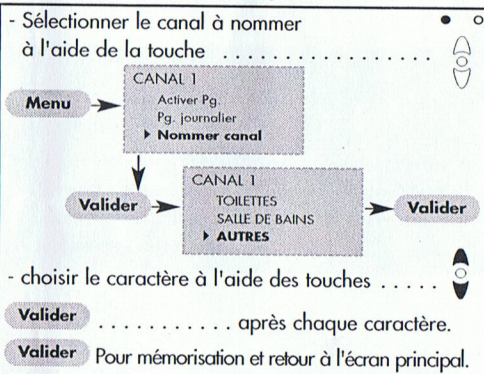 - Sélectionner le canal à nommer
à l'aide de la touche . . . . . . . . . . . . . . . . .
CANAL 1
Activer Pg.
Pg. journalier
Nommer canal
Menu
CANAL 1
TOILETTES
SALLE DE BAINS
AUTRES
Valider
Valider
- choisir le caractère à l'aide des touches . . . . .
Valider . . . . . . . . . . . après chaque caractère.
Valider Pour mémorisation et retour à l'écran principal.